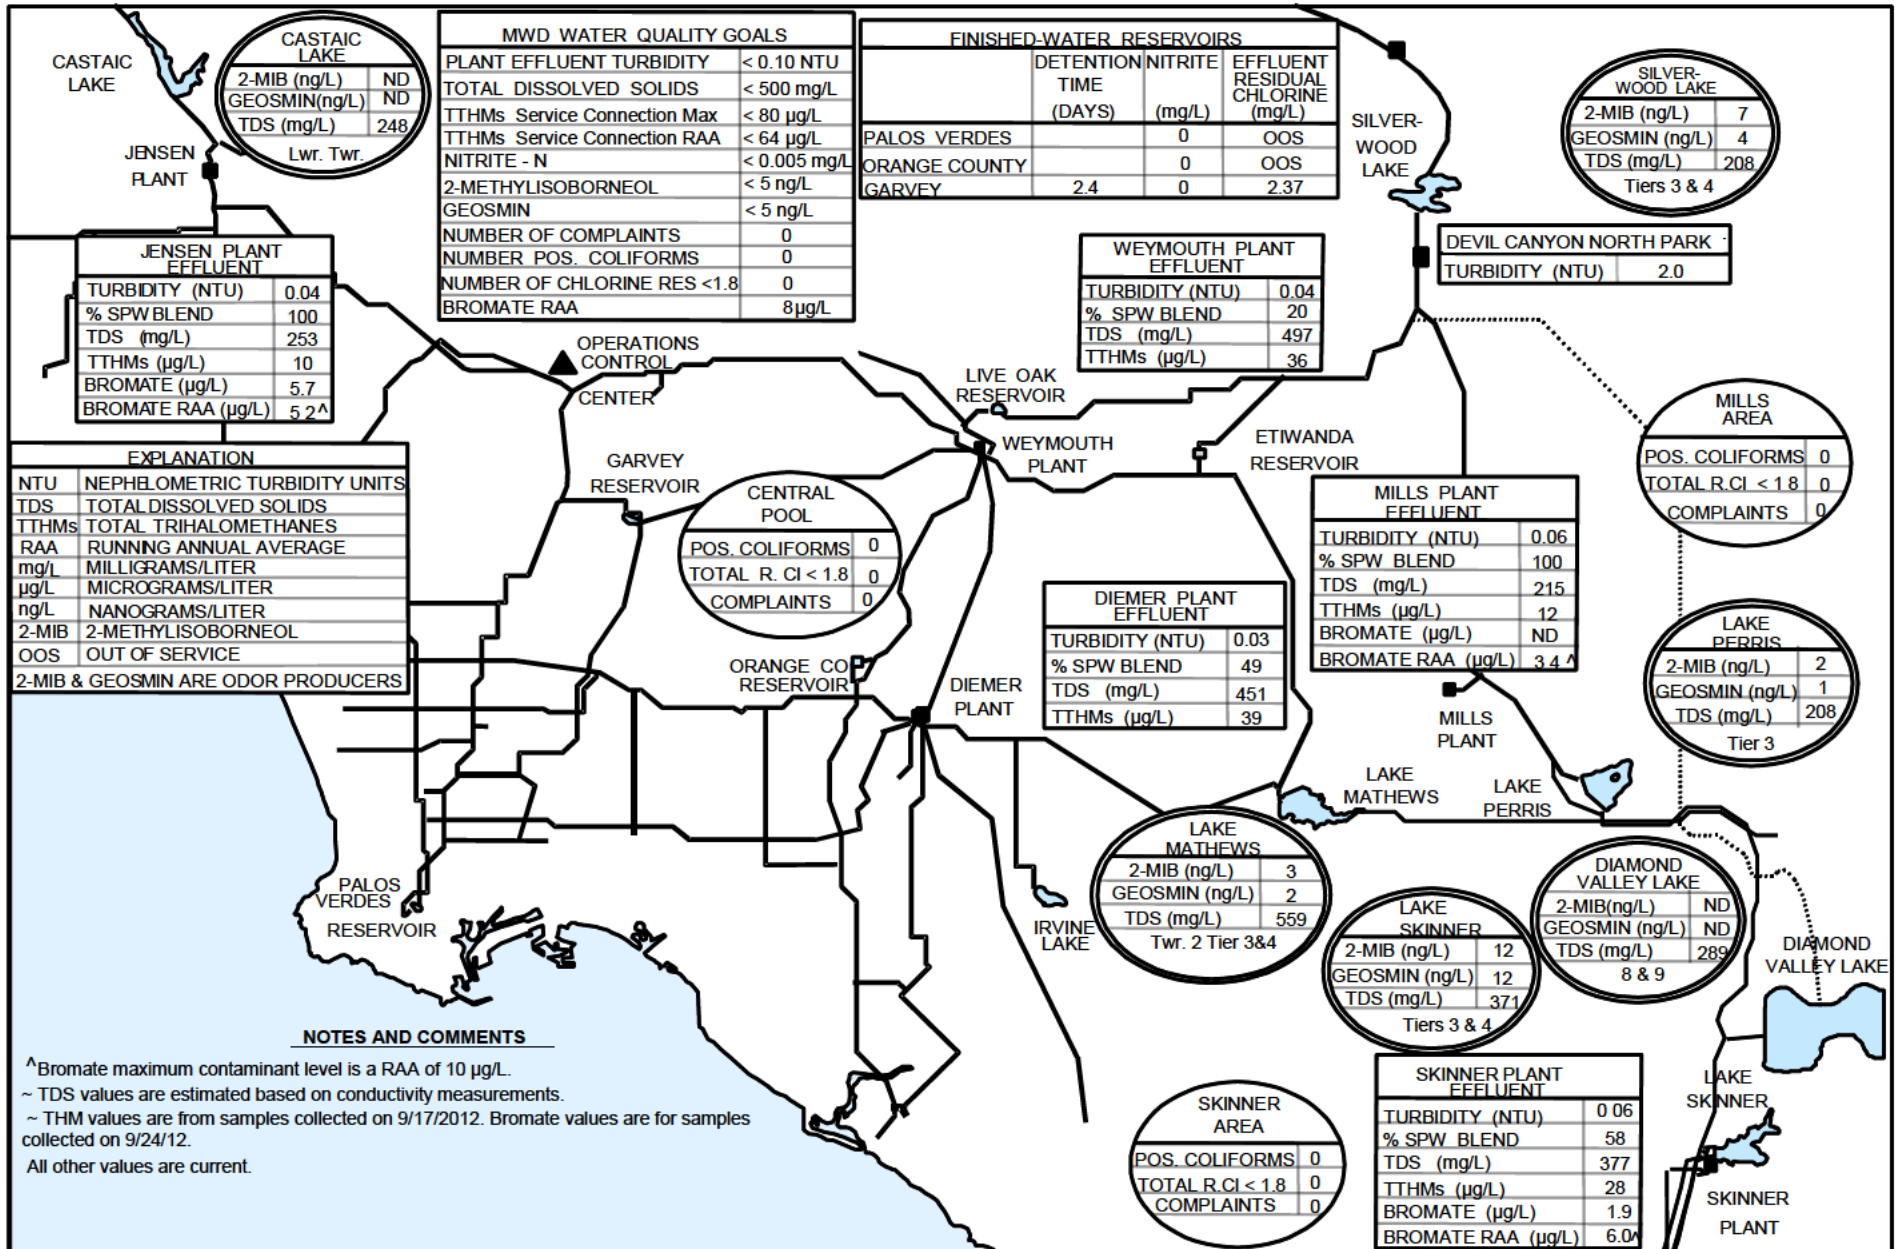 CASTAIC
LAKE
CASTAIC
LAKE
2-MIB (ng/L) ND
GEOSMIN(ng/L) ND
TDS (mg/L) 248
Lwr. Twr.
JENSEN
PLANT
MWD WATER QUALITY GOALS
PLANT EFFLUENT TURBIDITY < 0.10 NTU
TOTAL DISSOLVED SOLIDS < 500 mg/L
TTHMs Service Connection Max < 80 µg/L
TTHMs Service Connection RAA < 64 µg/L
NITRITE - N < 0.005 mg/L
2-METHYLISOBORNEOL < 5 ng/L
GEOSMIN < 5 ng/L
NUMBER OF COMPLAINTS 0
NUMBER POS. COLIFORMS 0
NUMBER OF CHLORINE RES <1.8 0
BROMATE RAA 8µg/L
FINISHED-WATER RESERVOIRS
DETENTION NITRITE EFFLUENT
TIME RESIDUAL
CHLORINE
(DAYS) (mg/L) (mg/L)
PALOS VERDES 0 OOS
ORANGE COUNTY 0 OOS
GARVEY 2.4 0 2.37
SILVER-
WOOD
LAKE
SILVER-
WOOD LAKE
2-MIB (ng/L) 7
GEOSMIN (ng/L) 4
TDS (mg/L) 208
Tiers 3 & 4
DEVIL CANYON NORTH PARK
TURBIDITY (NTU) 2.0
JENSEN PLANT
EFFLUENT
TURBIDITY (NTU) 0.04
% SPW BLEND 100
TDS (mg/L) 253
TTHMs (µg/L) 10
BROMATE (µg/L) 5.7
BROMATE RAA (µg/L) 5 2^
WEYMOUTH PLANT
EFFLUENT
TURBIDITY (NTU) 0.04
% SPW BLEND 20
TDS (mg/L) 497
TTHMs (µg/L) 36
OPERATIONS
CONTROL
CENTER
LIVE OAK
RESERVOIR
WEYMOUTH
PLANT
ETIWANDA
RESERVOIR
MILLS
AREA
POS. COLIFORMS 0
TOTAL R.Cl < 1 8 0
COMPLAINTS 0
EXPLANATION
NTU NEPHELOMETRIC TURBIDITY UNITS
TDS TOTAL DISSOLVED SOLIDS
TTHMs TOTAL TRIHALOMETHANES
RAA RUNNING ANNUAL AVERAGE
mg/L MILLIGRAMS/LITER
µg/L MICROGRAMS/LITER
ng/L NANOGRAMS/LITER
2-MIB 2-METHYLISOBORNEOL
OOS OUT OF SERVICE
2-MIB & GEOSMIN ARE ODOR PRODUCERS
GARVEY
RESERVOIR
CENTRAL
POOL
POS. COLIFORMS 0
TOTAL R. Cl < 1.8 0
COMPLAINTS 0
MILLS PLANT
EFFLUENT
TURBIDITY (NTU) 0.06
% SPW BLEND 100
TDS (mg/L) 215
TTHMs (µg/L) 12
BROMATE (µg/L) ND
BROMATE RAA (µg/L) 3 4 ^
DIEMER PLANT
EFFLUENT
TURBIDITY (NTU) 0.03
% SPW BLEND 49
TDS (mg/L) 451
TTHMs (µg/L) 39
LAKE
PERRIS
2-MIB (ng/L) 2
GEOSMIN (ng/L) 1
TDS (mg/L) 208
Tier 3
ORANGE CO
RESERVOIR
DIEMER
PLANT
MILLS
PLANT
LAKE
MATHEWS
LAKE
PERRIS
LAKE
MATHEWS
2-MIB (ng/L) 3
GEOSMIN (ng/L) 2
TDS (mg/L) 559
Twr. 2 Tier 3&4
DIAMOND
VALLEY LAKE
2-MIB(ng/L) ND
GEOSMIN (ng/L) ND
TDS (mg/L) 289
8 & 9
LAKE
SKINNER
2-MIB (ng/L) 12
GEOSMIN (ng/L) 12
TDS (mg/L) 371
Tiers 3 & 4
DIAMOND
VALLEY LAKE
PALOS
VERDES
RESERVOIR
IRVINE
LAKE
NOTES AND COMMENTS
^Bromate maximum contaminant level is a RAA of 10 µg/L.
~ TDS values are estimated based on conductivity measurements.
~ THM values are from samples collected on 9/17/2012. Bromate values are for samples
collected on 9/24/12.
All other values are current.
SKINNER
AREA
POS. COLIFORMS 0
TOTAL R.Cl < 1.8 0
COMPLAINTS 0
SKINNER PLANT
EFFLUENT
TURBIDITY (NTU) 0 06
% SPW BLEND 58
TDS (mg/L) 377
TTHMs (µg/L) 28
BROMATE (µg/L) 1.9
BROMATE RAA (µg/L) 6.0^
LAKE
SKINNER
SKINNER
PLANT